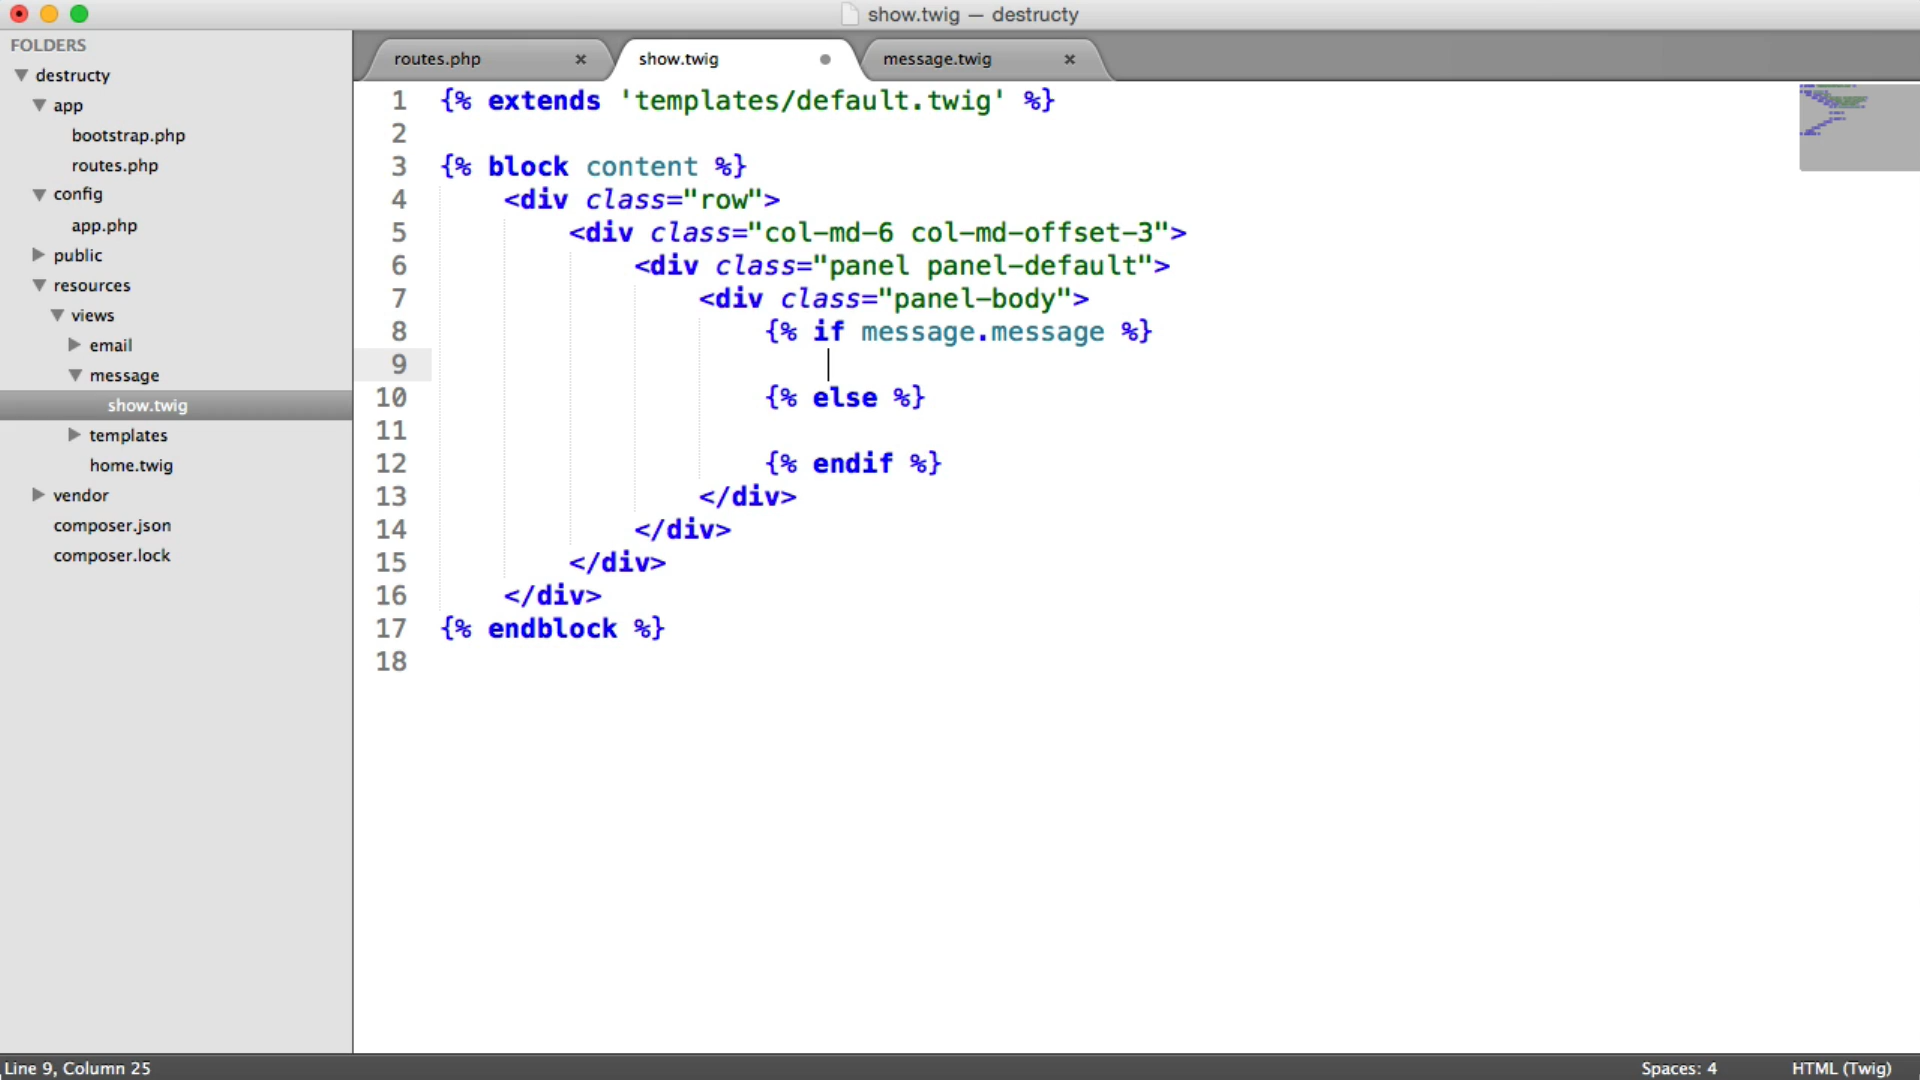 show.twig — destructy
FOLDERS
destructy
app
bootstrap.php
routes.php
config
app.php
public
resources
views
email
message
show.twig
templates
home.twig
vendor
composer.json
composer.lock
routes.php × show.twig message.twig ×
1 {% extends 'templates/default.twig' %}
2
3 {% block content %}
4 <div class="row">
5 <div class="col-md-6 col-md-offset-3">
6 <div class="panel panel-default">
7 <div class="panel-body">
8 {% if message.message %}
9
10 {% else %}
11
12 {% endif %}
13 </div>
14 </div>
15 </div>
16 </div>
17 {% endblock %}
18
Line 9, Column 25 Spaces: 4 HTML (Twig)